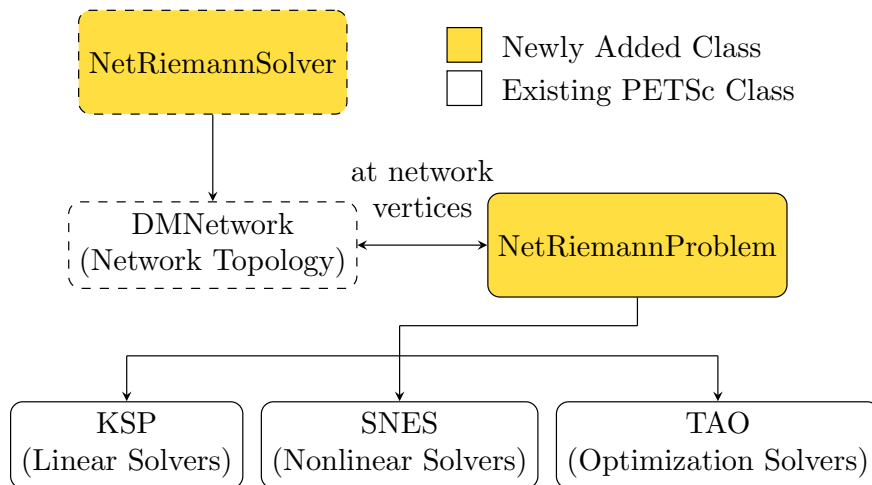 NetRiemannSolver
Newly Added Class
Existing PETSc Class
at network
vertices
DMNetwork
(Network Topology)
NetRiemannProblem
KSP
(Linear Solvers)
SNES
(Nonlinear Solvers)
TAO
(Optimization Solvers)